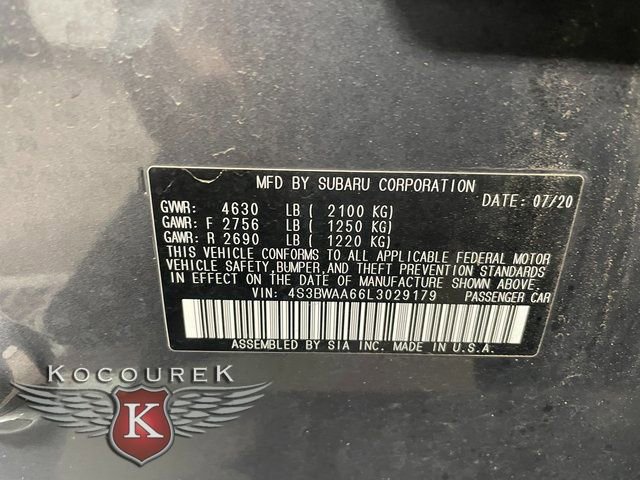 MFD BY SUBARU CORPORATION
DATE: 07/20
GVWR: 4630 LB ( 2100 KG)
GAWR: F 2756 LB ( 1250 KG)
GAWR: R 2690 LB ( 1220 KG)
THIS VEHICLE CONFORMS TO ALL APPLICABLE FEDERAL MOTOR
VEHICLE SAFETY,BUMPER,AND THEFT PREVENTION STANDARDS
IN EFFECT ON THE DATE OF MANUFACTURE SHOWN ABOVE.
VIN: 4S3BWAA66L3029179 PASSENGER CAR
ASSEMBLED BY SIA INC. MADE IN U.S.A.
KOCOUREK
K